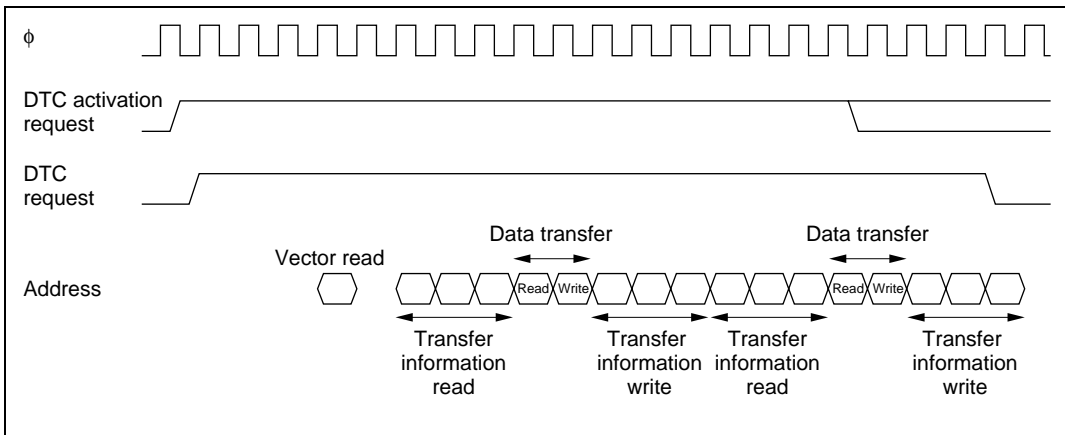 ϕ
DTC activation
request
DTC
request
Data transfer
Data transfer
Vector read
Address
Read Write
Read Write
Transfer
information
read
Transfer
information
write
Transfer
information
read
Transfer
information
write